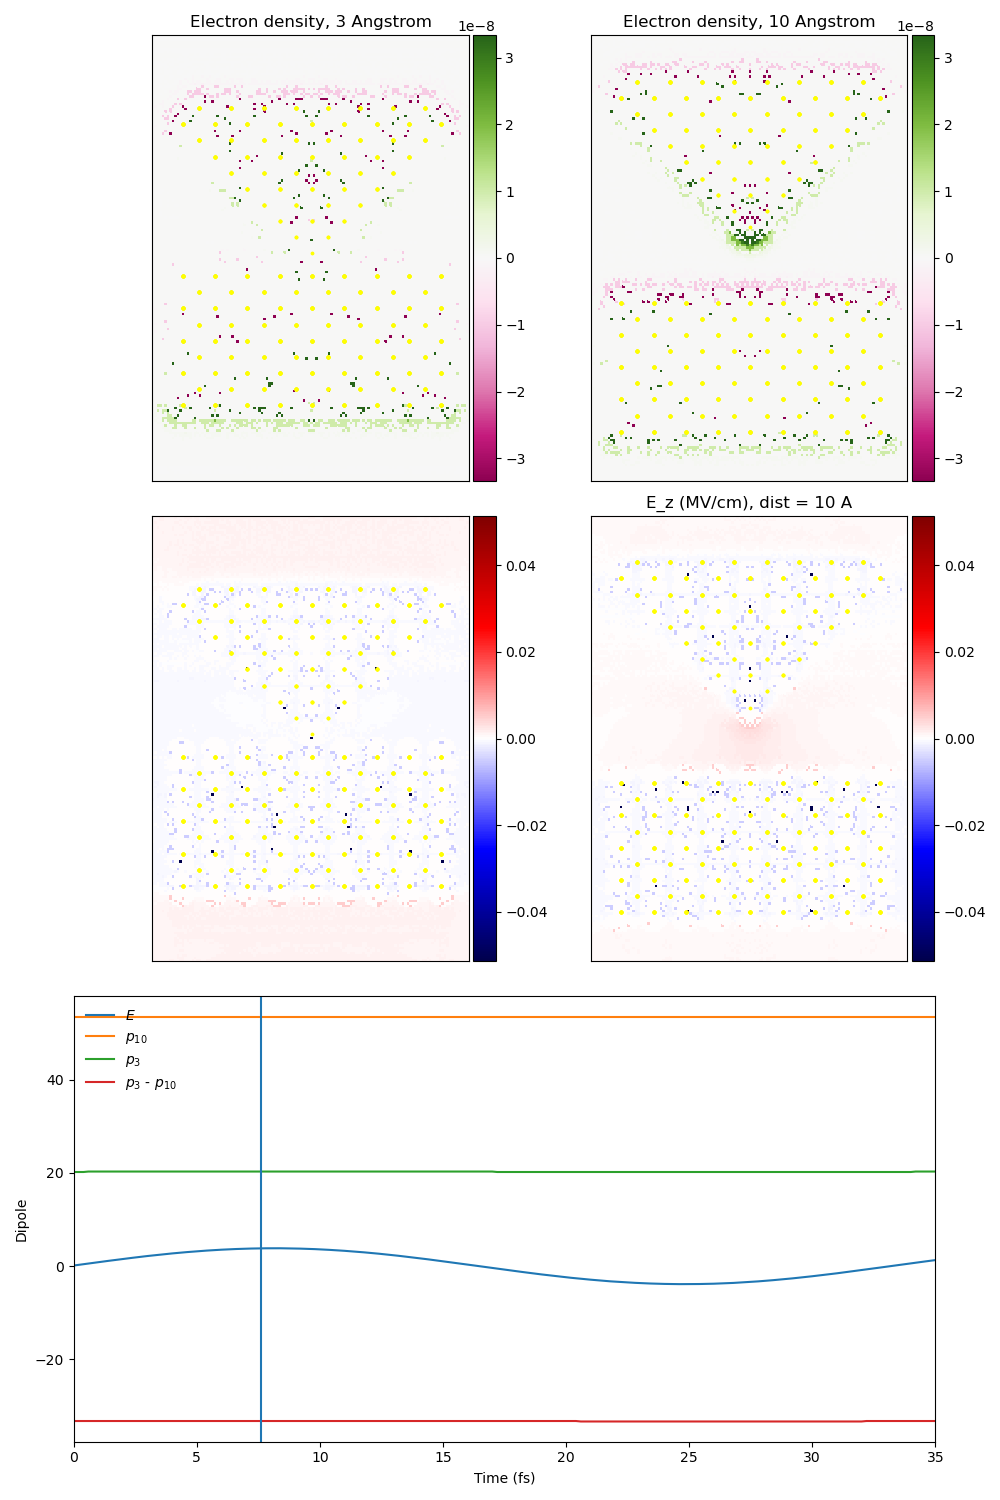 Electron density, 3 Angstrom
1e−8
3
2
1
0
−1
−2
−3
Electron density, 10 Angstrom
1e−8
3
2
1
0
−1
−2
−3
0.04
0.02
0.00
−0.02
−0.04
E_z (MV/cm), dist = 10 A
0.04
0.02
0.00
−0.02
−0.04
E
p10
p3
p3 - p10
40
20
0
−20
Dipole
0 5 10 15 20 25 30 35
Time (fs)